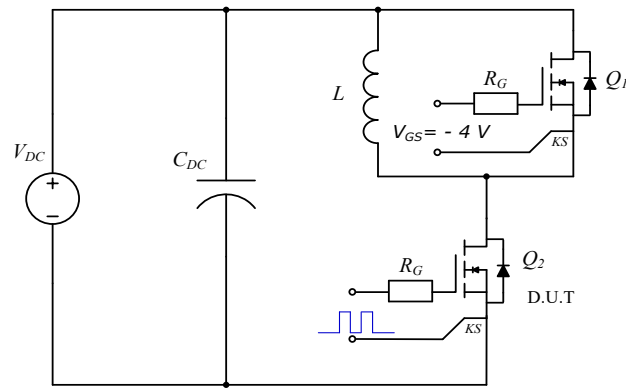 R_G
Q_1
L
V_GS = - 4 V
KS
V_DC
+
C_DC
R_G
Q_2
D.U.T
KS